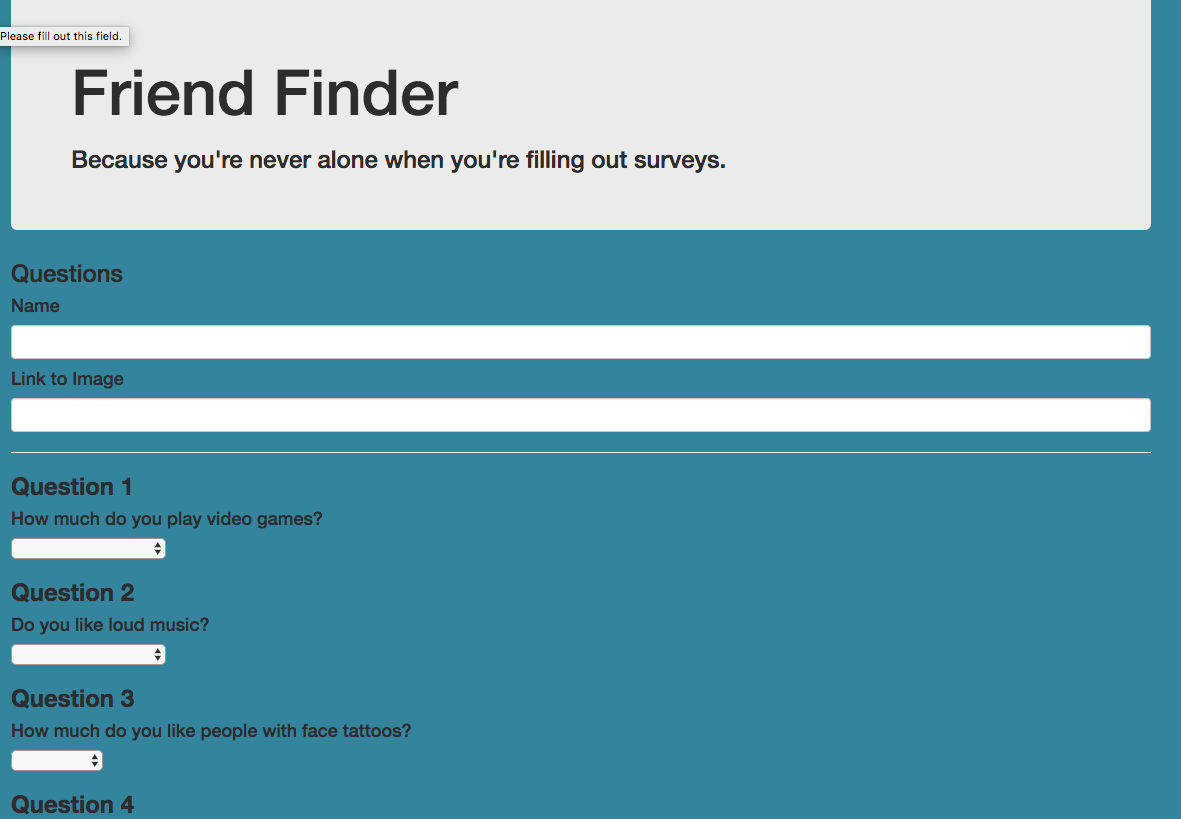 Please fill out this field.
Friend Finder
Because you're never alone when you're filling out surveys.
Questions
Name
Link to Image
Question 1
How much do you play video games?
Question 2
Do you like loud music?
Question 3
How much do you like people with face tattoos?
Question 4